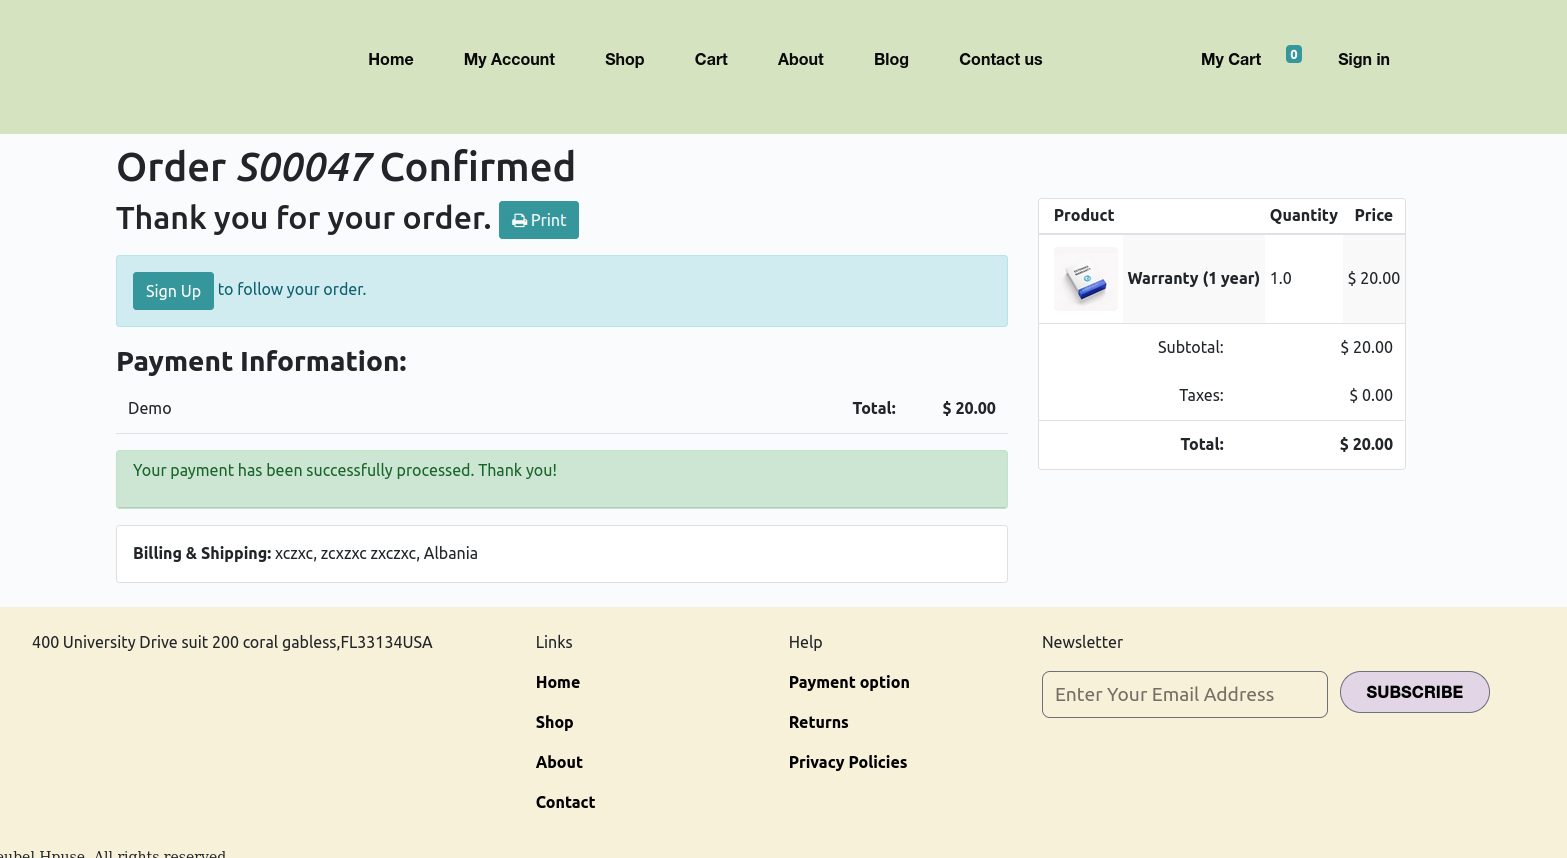 Home My Account Shop Cart About Blog Contact us My Cart 0 Sign in
Order S00047 Confirmed
Thank you for your order. Print
Sign Up to follow your order.
Payment Information:
Demo Total: $ 20.00
Your payment has been successfully processed. Thank you!
Billing & Shipping: xczxc, zcxzxc zxczxc, Albania
Product Quantity Price
Warranty (1 year) 1.0 $ 20.00
Subtotal: $ 20.00
Taxes: $ 0.00
Total: $ 20.00
400 University Drive suit 200 coral gabless,FL33134USA
Links
Home
Shop
About
Contact
Help
Payment option
Returns
Privacy Policies
Newsletter
Enter Your Email Address SUBSCRIBE
Hpuse. All rights reserved